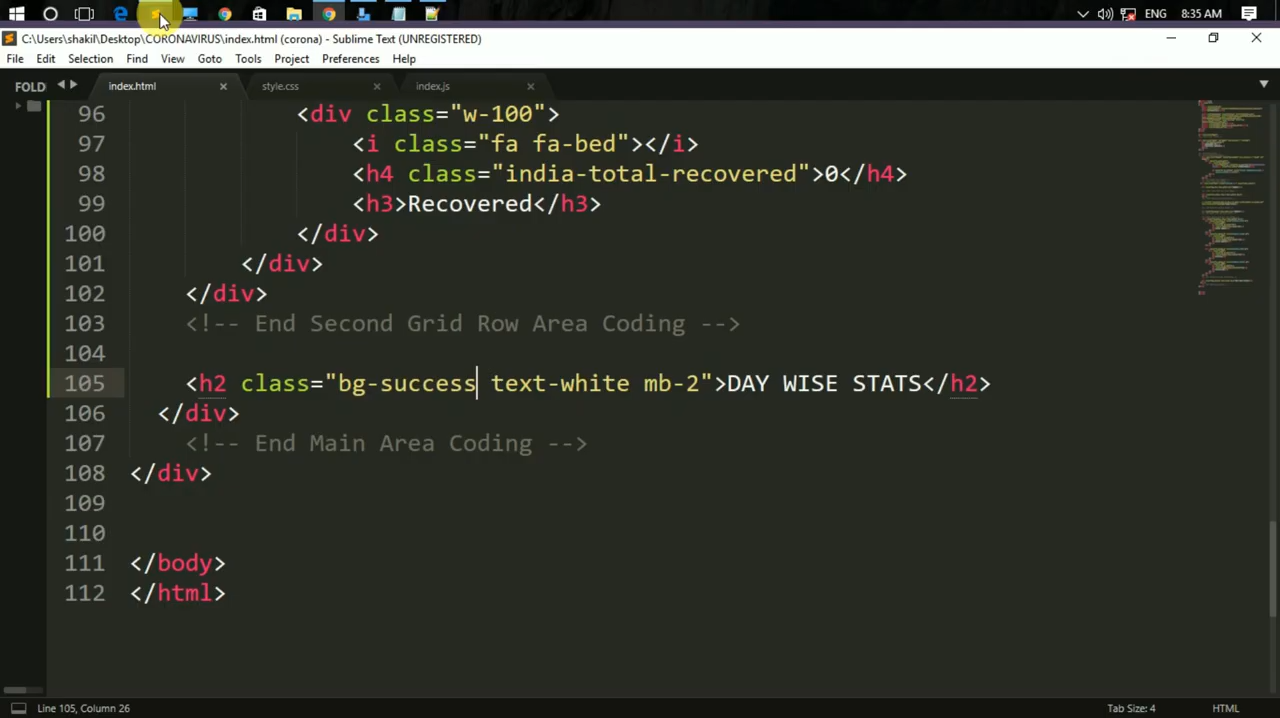 ENG 8:35 AM
C:\Users\shakil\Desktop\CORONAVIRUS\index.html (corona) - Sublime Text (UNREGISTERED)
File Edit Selection Find View Goto Tools Project Preferences Help
FOLD index.html style.css index.js
96 <div class="w-100">
97 <i class="fa fa-bed"></i>
98 <h4 class="india-total-recovered">0</h4>
99 <h3>Recovered</h3>
100 </div>
101 </div>
102 </div>
103 <!-- End Second Grid Row Area Coding -->
104
105 <h2 class="bg-success text-white mb-2">DAY WISE STATS</h2>
106 </div>
107 <!-- End Main Area Coding -->
108 </div>
109
110
111 </body>
112 </html>
Line 105, Column 26 Tab Size: 4 HTML